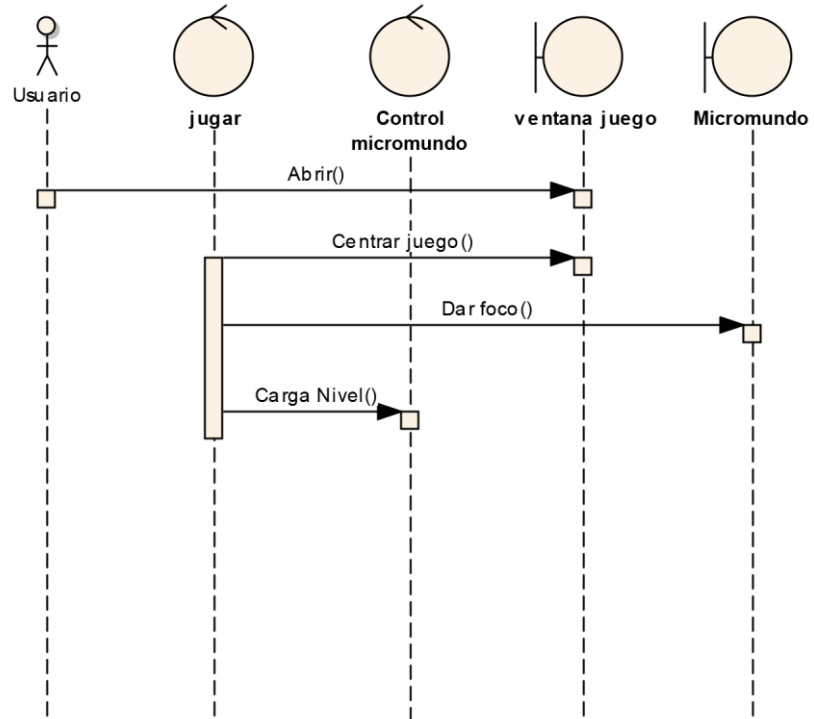 Usuario
jugar
Control
micromundo
ventana juego
Micromundo
Abrir()
Centrar juego()
Dar foco()
Carga Nivel()